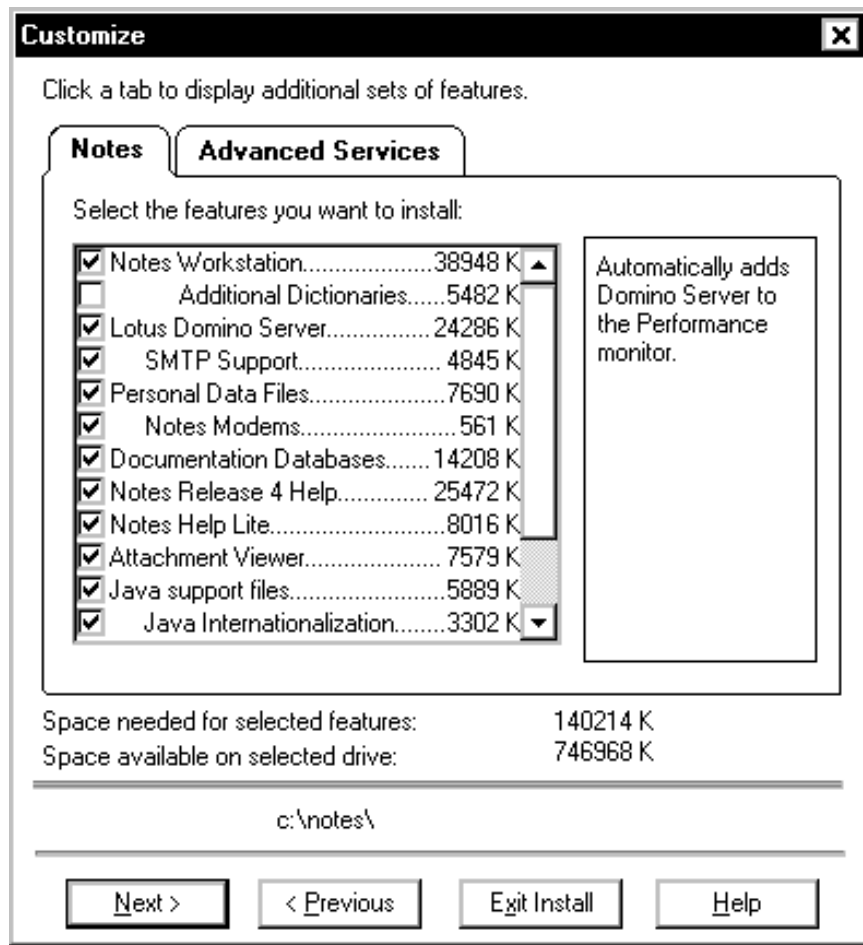 Customize
Click a tab to display additional sets of features.
Notes Advanced Services
Select the features you want to install:
Notes Workstation....................38948 K
Additional Dictionaries......5482 K
Lotus Domino Server................24286 K
SMTP Support...................... 4845 K
Personal Data Files.....................7690 K
Notes Modems........................561 K
Documentation Databases.......14208 K
Notes Release 4 Help.............. 25472 K
Notes Help Lite...........................8016 K
Attachment Viewer..................... 7579 K
Java support files........................5889 K
Java Internationalization........3302 K
Automatically adds
Domino Server to
the Performance
monitor.
Space needed for selected features: 140214 K
Space available on selected drive: 746968 K
c:\notes\
Next > < Previous Exit Install Help